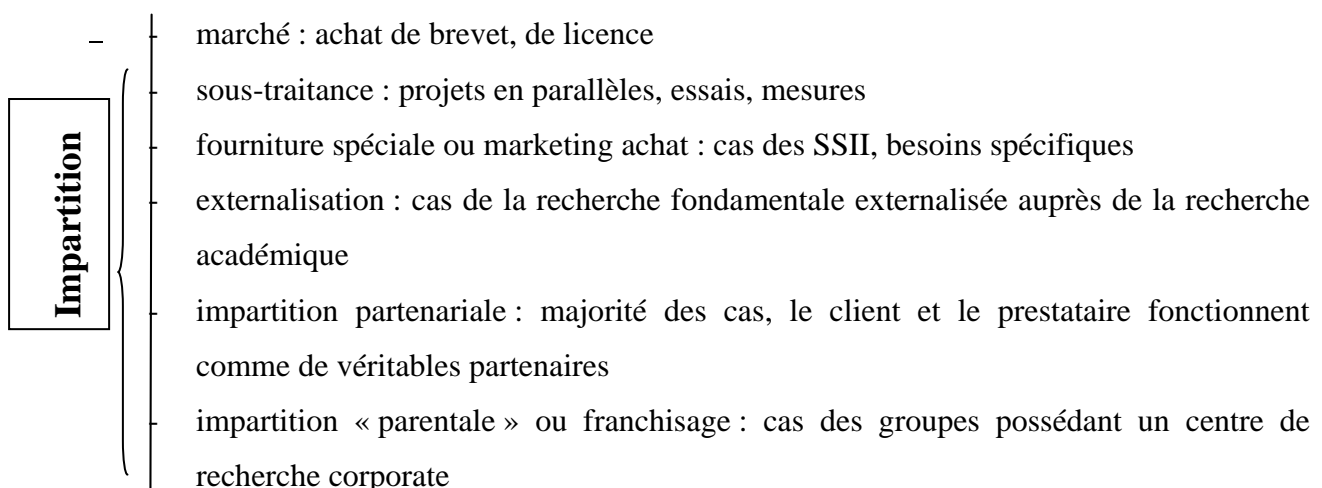 - marché : achat de brevet, de licence
- sous-traitance : projets en parallèles, essais, mesures
- fourniture spéciale ou marketing achat : cas des SSII, besoins spécifiques
- externalisation : cas de la recherche fondamentale externalisée auprès de la recherche
académique
- impartition partenariale : majorité des cas, le client et le prestataire fonctionnent
comme de véritables partenaires
- impartition « parentale » ou franchisage : cas des groupes possédant un centre de
recherche corporate
Impartition